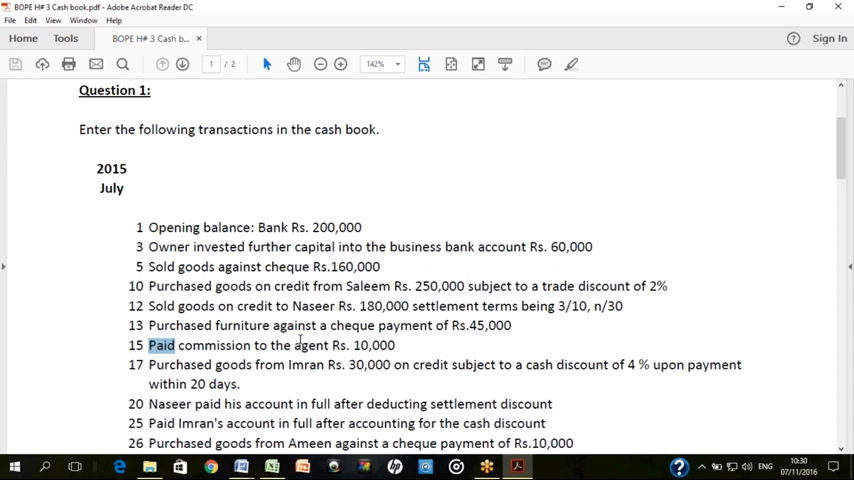 BOPE H# 3 Cash book.pdf - Adobe Acrobat Reader DC
File Edit View Window Help
Home Tools BOPE H# 3 Cash b... × Sign In
1 / 2 142%
Question 1:
Enter the following transactions in the cash book.
2015
July
1 Opening balance: Bank Rs. 200,000
3 Owner invested further capital into the business bank account Rs. 60,000
5 Sold goods against cheque Rs.160,000
10 Purchased goods on credit from Saleem Rs. 250,000 subject to a trade discount of 2%
12 Sold goods on credit to Naseer Rs. 180,000 settlement terms being 3/10, n/30
13 Purchased furniture against a cheque payment of Rs.45,000
15 Paid commission to the agent Rs. 10,000
17 Purchased goods from Imran Rs. 30,000 on credit subject to a cash discount of 4 % upon payment
within 20 days.
20 Naseer paid his account in full after deducting settlement discount
25 Paid Imran's account in full after accounting for the cash discount
26 Purchased goods from Ameen against a cheque payment of Rs.10,000
ENG
10:30
07/11/2016